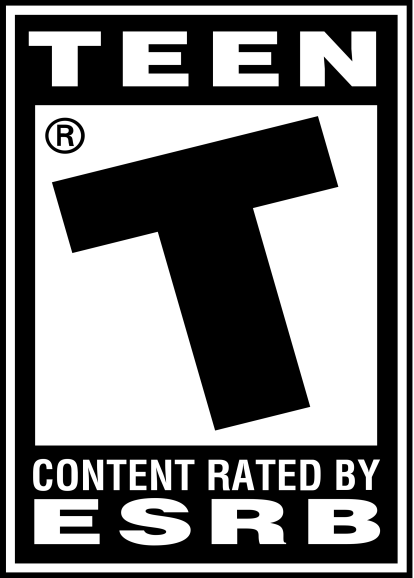 TEEN
®
T
CONTENT RATED BY
ESRB